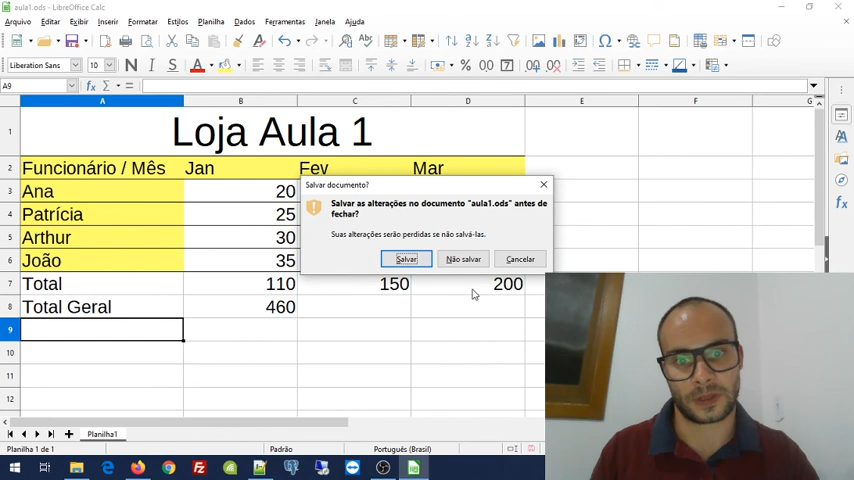 aula1.ods - LibreOffice Calc
Arquivo Editar Exibir Inserir Formatar Estilos Planilha Dados Ferramentas Janela Ajuda
Liberation Sans 10 N I S A
A9 fx Σ =
A B C D E F G
1 Loja Aula 1
2 Funcionário / Mês Jan Fev Mar
3 Ana 20
4 Patrícia 25
5 Arthur 30
6 João 35
7 Total 110 150 200
8 Total Geral 460
9
10
11
12
Salvar documento?
Salvar as alterações no documento "aula1.ods" antes de
fechar?
Suas alterações serão perdidas se não salvá-las.
Salvar Não salvar Cancelar
Planilha1
Planilha 1 de 1 Padrão Português (Brasil)